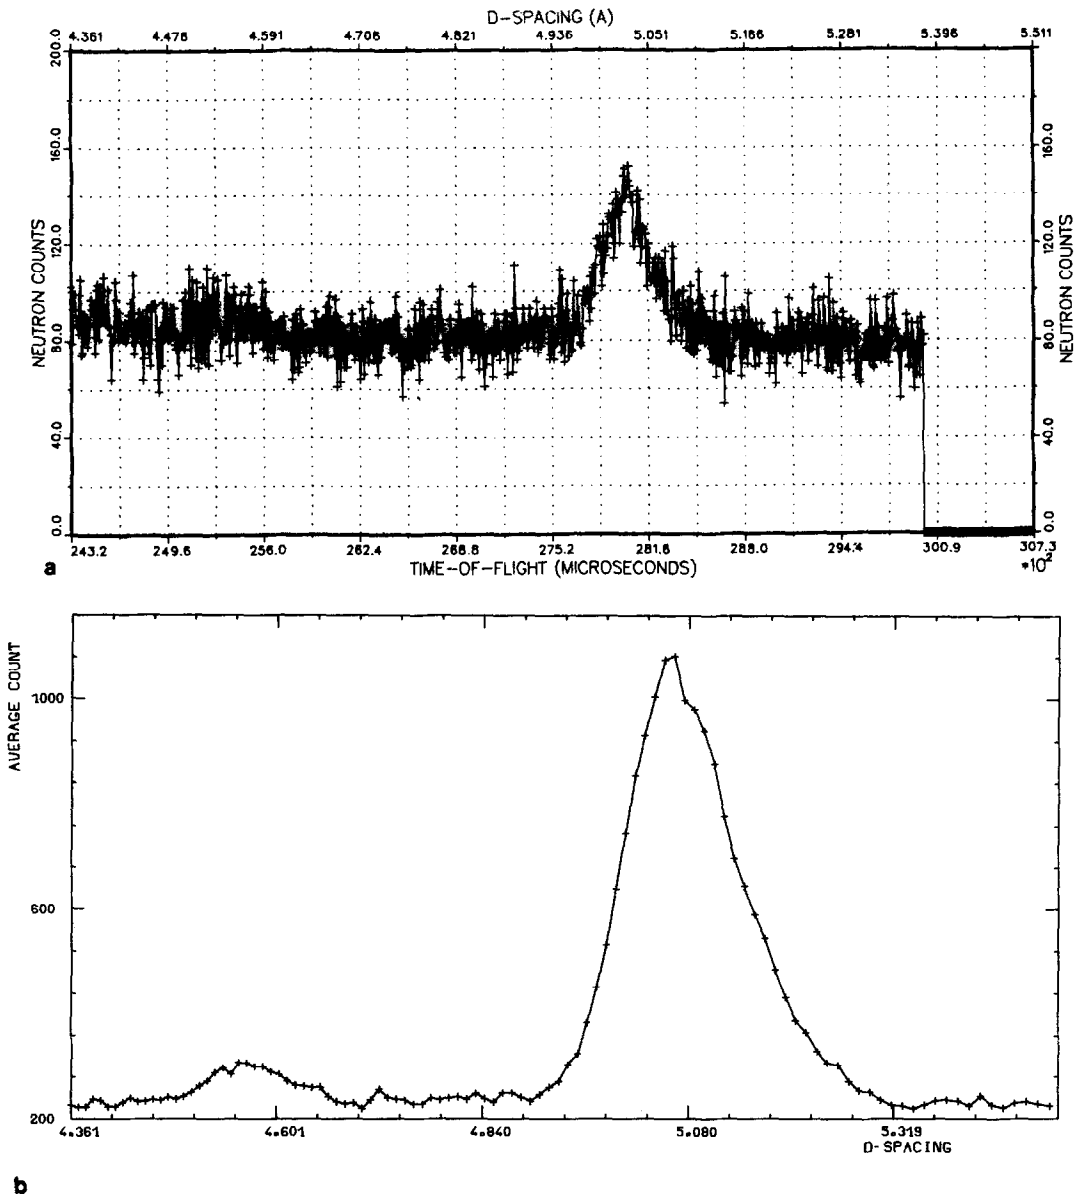 D-SPACING (A)
4.361 4.476 4.591 4.706 4.821 4.936 5.051 5.166 5.281 5.396 5.511
200.0
160.0 160.0
120.0 120.0
NEUTRON COUNTS NEUTRON COUNTS
80.0 80.0
40.0 40.0
0.0 0.0
243.2 249.6 256.0 262.4 268.8 275.2 281.6 288.0 294.4 300.9 307.3
a TIME-OF-FLIGHT (MICROSECONDS) *10²
AVERAGE COUNT
1000
600
200
4.361 4.601 4.840 5.080 5.319
D-SPACING
b